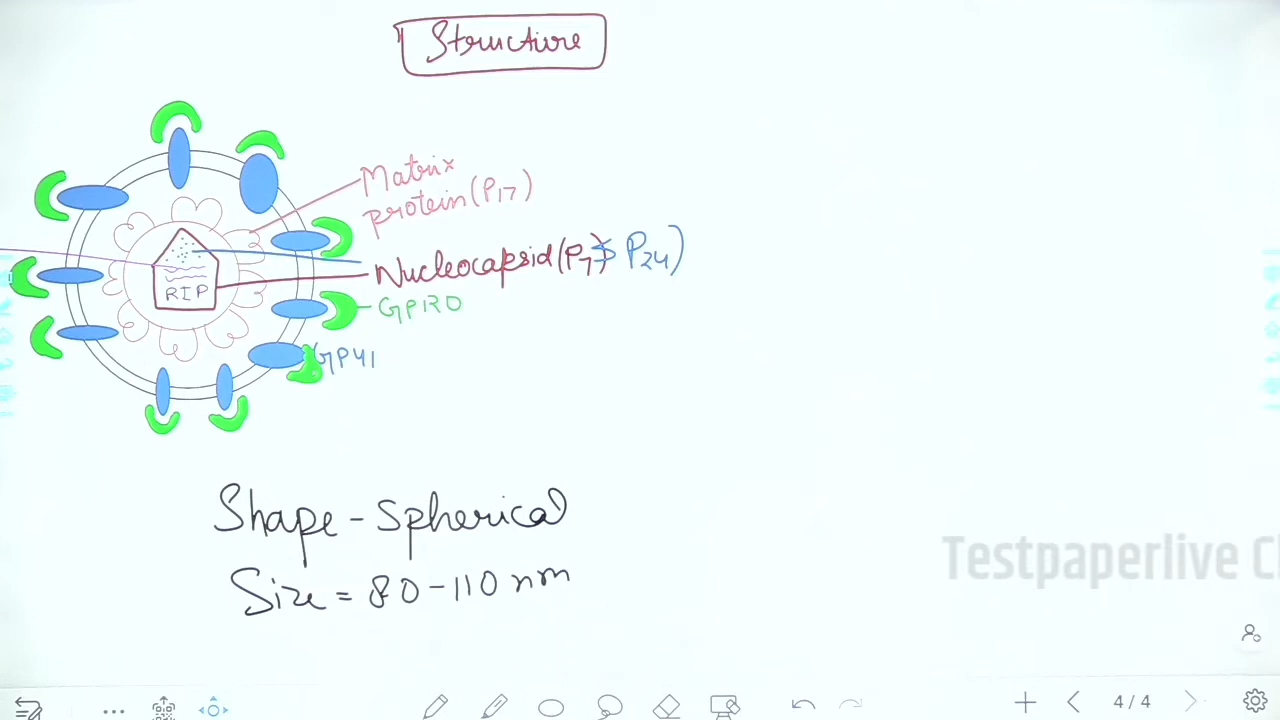 Structure
Matrix
protein (P17)
Nucleocapsid (P7 & P24)
RIP
GP120
GP41
Shape - Spherical
Size = 80-110 nm
Testpaperlive C
4 / 4